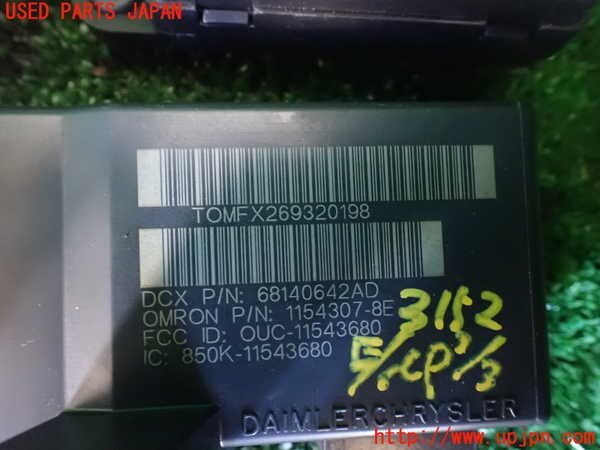 USED PARTS JAPAN
TOMFX269320198
DCX P/N: 68140642AD
OMRON P/N: 1154307-8E
FCC ID: OUC-11543680
IC: 850K-11543680
3152
DAIMLERCHRYSLER
http://www.upjpn.com/